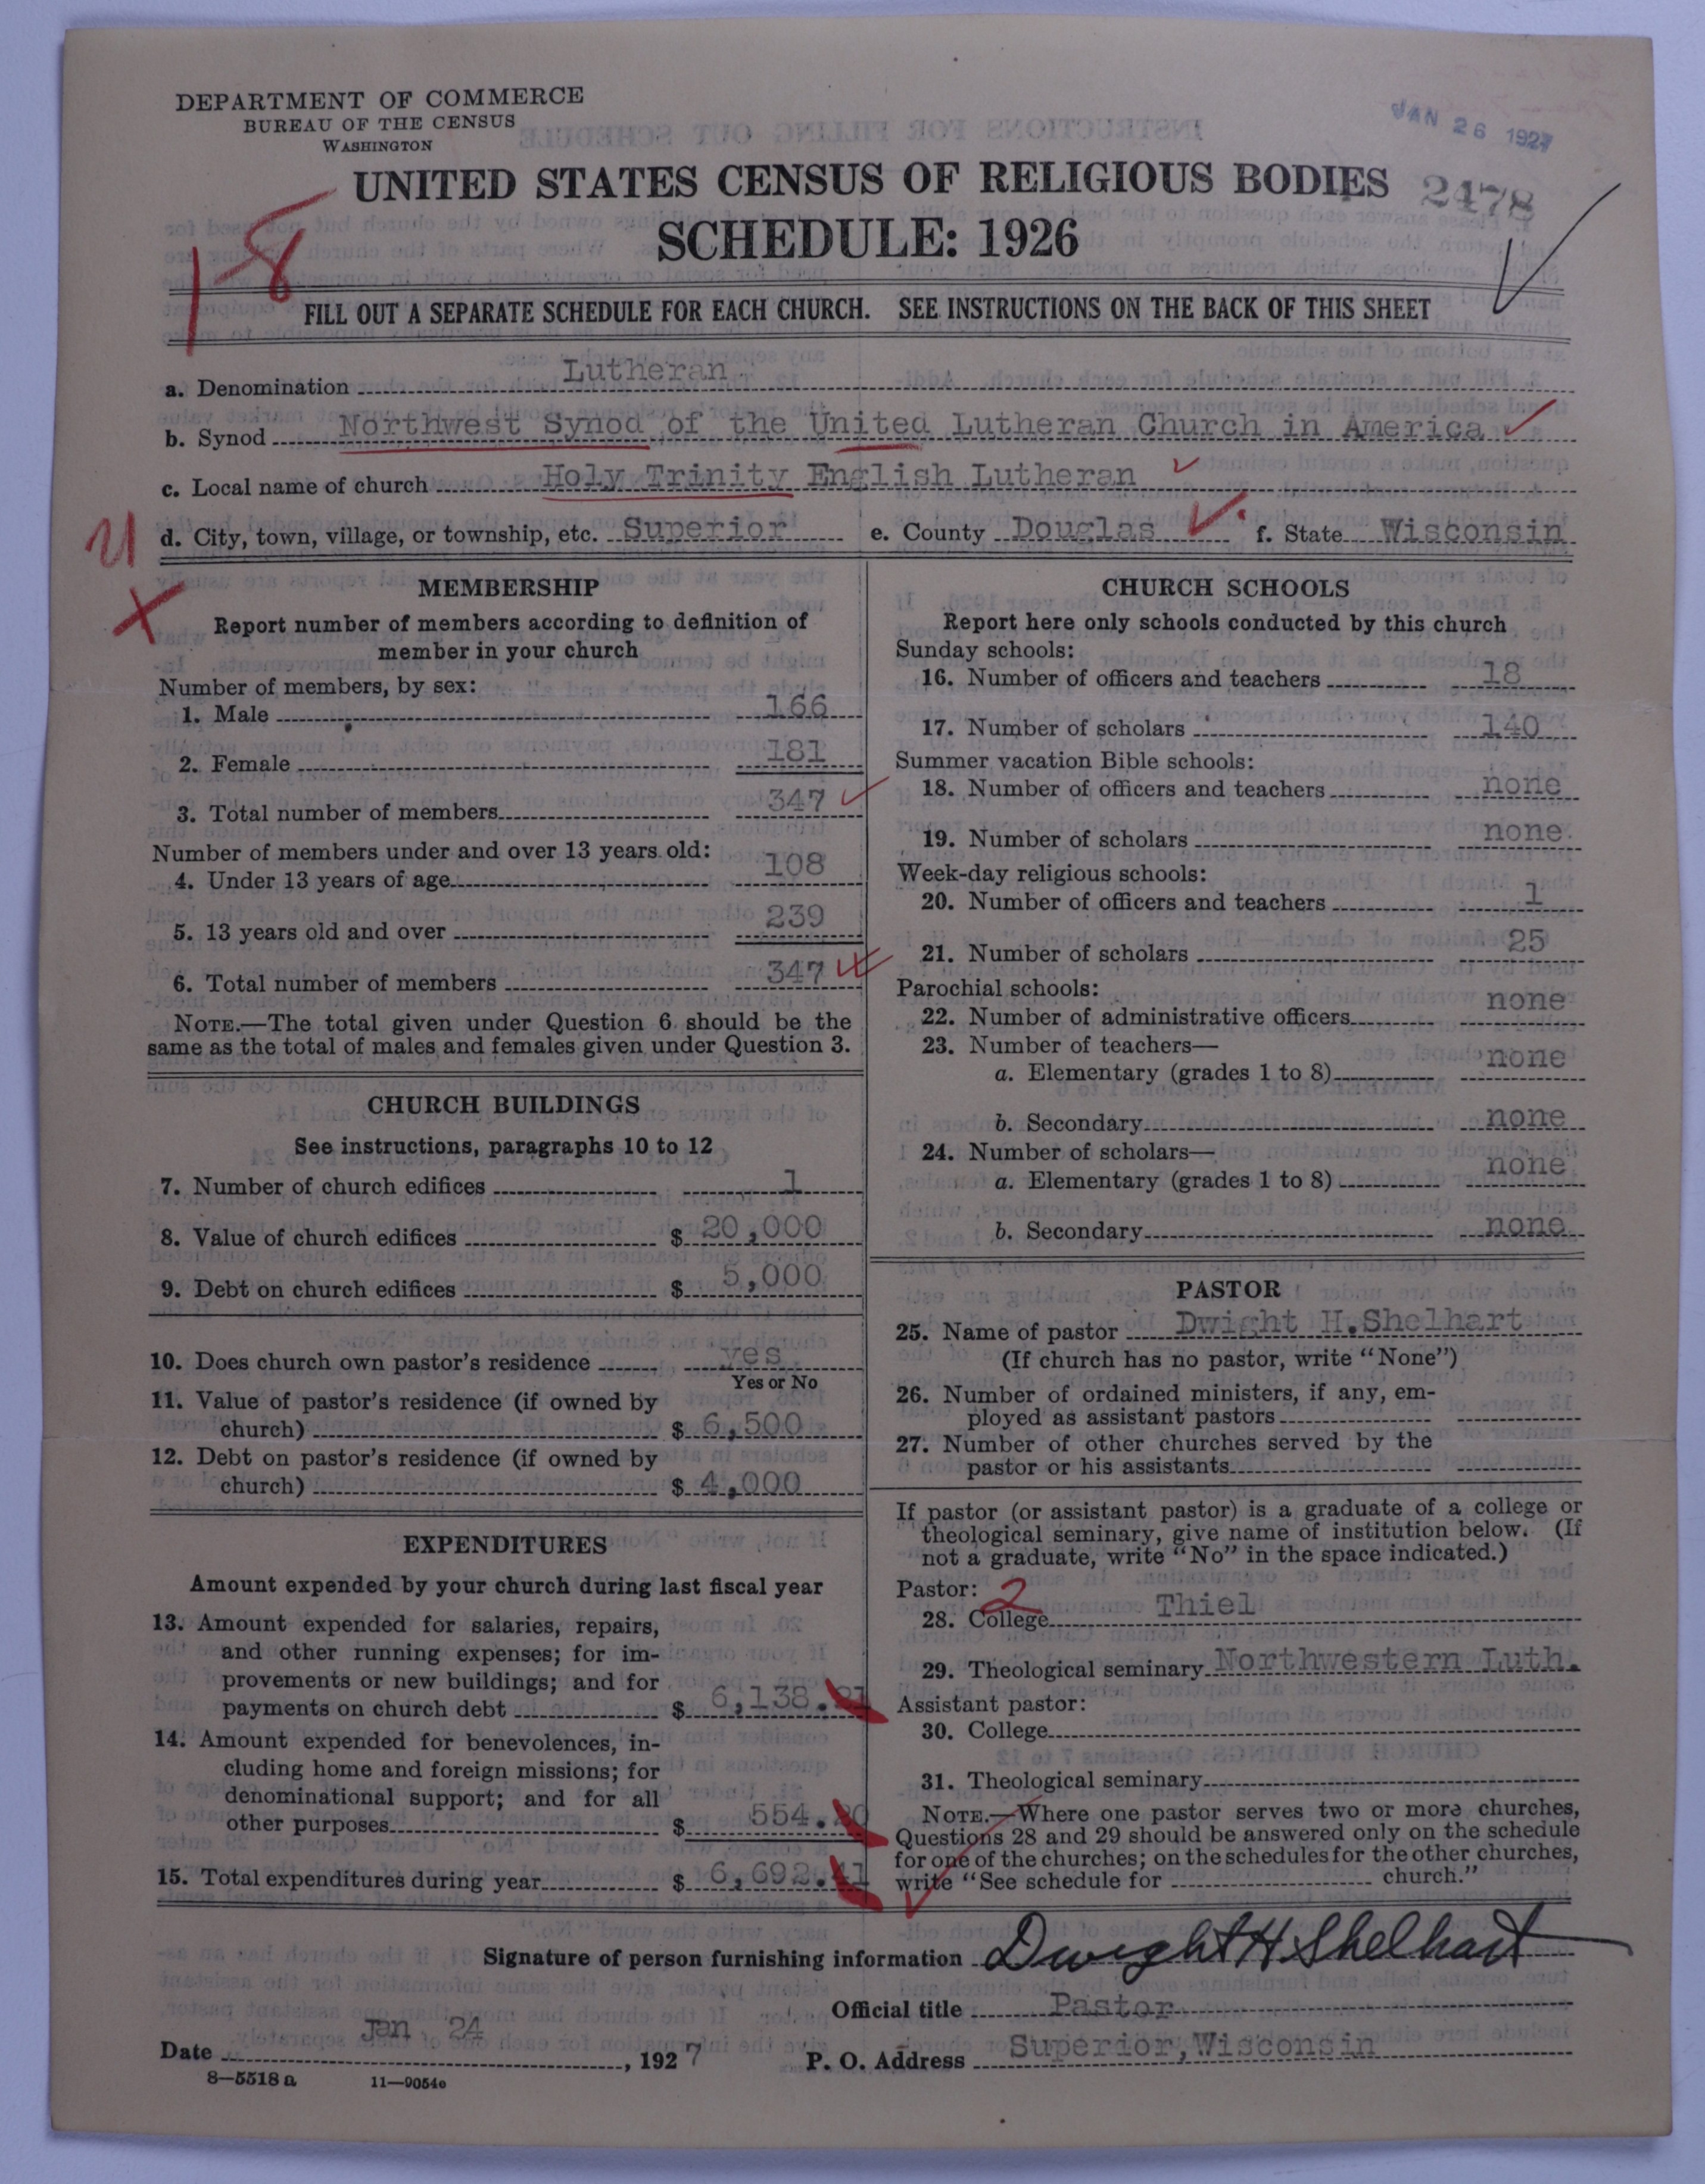 DEPARTMENT OF COMMERCE
BUREAU OF THE CENSUS
WASHINGTON
JAN 26 1927
UNITED STATES CENSUS OF RELIGIOUS BODIES
2478
SCHEDULE: 1926
18
FILL OUT A SEPARATE SCHEDULE FOR EACH CHURCH. SEE INSTRUCTIONS ON THE BACK OF THIS SHEET
a. Denomination Lutheran
b. Synod Northwest Synod of the United Lutheran Church in America
c. Local name of church Holy Trinity English Lutheran
21
d. City, town, village, or township, etc. Superior e. County Douglas f. State Wisconsin
MEMBERSHIP
Report number of members according to definition of
member in your church
Number of members, by sex:
1. Male 166
2. Female 181
3. Total number of members 347
Number of members under and over 13 years old:
4. Under 13 years of age 108
5. 13 years old and over 239
6. Total number of members 347
NOTE.—The total given under Question 6 should be the
same as the total of males and females given under Question 3.
CHURCH BUILDINGS
See instructions, paragraphs 10 to 12
7. Number of church edifices 1
8. Value of church edifices $ 20,000
9. Debt on church edifices $ 5,000
10. Does church own pastor's residence yes
Yes or No
11. Value of pastor's residence (if owned by
church) $ 6,500
12. Debt on pastor's residence (if owned by
church) $ 4,000
EXPENDITURES
Amount expended by your church during last fiscal year
13. Amount expended for salaries, repairs,
and other running expenses; for im-
provements or new buildings; and for
payments on church debt $ 6,138.21
14. Amount expended for benevolences, in-
cluding home and foreign missions; for
denominational support; and for all
other purposes $ 554.20
15. Total expenditures during year $ 6,692.41
CHURCH SCHOOLS
Report here only schools conducted by this church
Sunday schools:
16. Number of officers and teachers 18
17. Number of scholars 140
Summer vacation Bible schools:
18. Number of officers and teachers none
19. Number of scholars none
Week-day religious schools:
20. Number of officers and teachers 1
21. Number of scholars 25
Parochial schools:
22. Number of administrative officers none
23. Number of teachers—
a. Elementary (grades 1 to 8) none
b. Secondary none
24. Number of scholars—
a. Elementary (grades 1 to 8) none
b. Secondary none
PASTOR
25. Name of pastor Dwight H.Shelhart
(If church has no pastor, write "None")
26. Number of ordained ministers, if any, em-
ployed as assistant pastors
27. Number of other churches served by the
pastor or his assistants
If pastor (or assistant pastor) is a graduate of a college or
theological seminary, give name of institution below. (If
not a graduate, write "No" in the space indicated.)
Pastor: 2
28. College Thiel
29. Theological seminary Northwestern Luth.
Assistant pastor:
30. College
31. Theological seminary
NOTE.—Where one pastor serves two or more churches,
Questions 28 and 29 should be answered only on the schedule
for one of the churches; on the schedules for the other churches,
write "See schedule for church."
Signature of person furnishing information Dwight H Shelhart
Official title Pastor
Date Jan 24, 1927 P. O. Address Superior,Wisconsin
8—5518 a 11—9054c